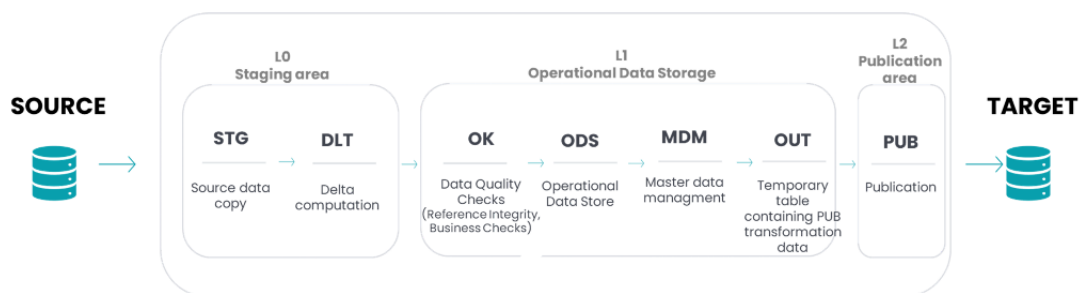 SOURCE
L0
Staging area
STG
Source data
copy
DLT
Delta
computation
L1
Operational Data Storage
OK
Data Quality
Checks
(Reference Integrity,
Business Checks)
ODS
Operational
Data Store
MDM
Master data
managment
OUT
Temporary
table
containing PUB
transformation
data
L2
Publication
area
PUB
Publication
TARGET